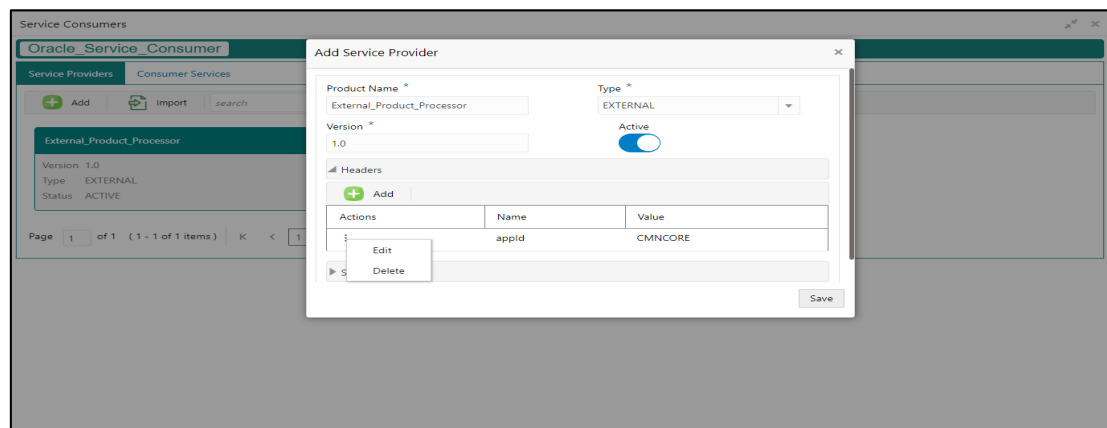 Service Consumers
Oracle_Service_Consumer
Service Providers Consumer Services
Add Import search
External_Product_Processor
Version 1.0
Type EXTERNAL
Status ACTIVE
Page 1 of 1 (1 - 1 of 1 items) K < 1
Add Service Provider
Product Name * Type *
External_Product_Processor EXTERNAL
Version * Active
1.0
Headers
Add
Actions Name Value
appId CMNCORE
Edit
Delete
S
Save